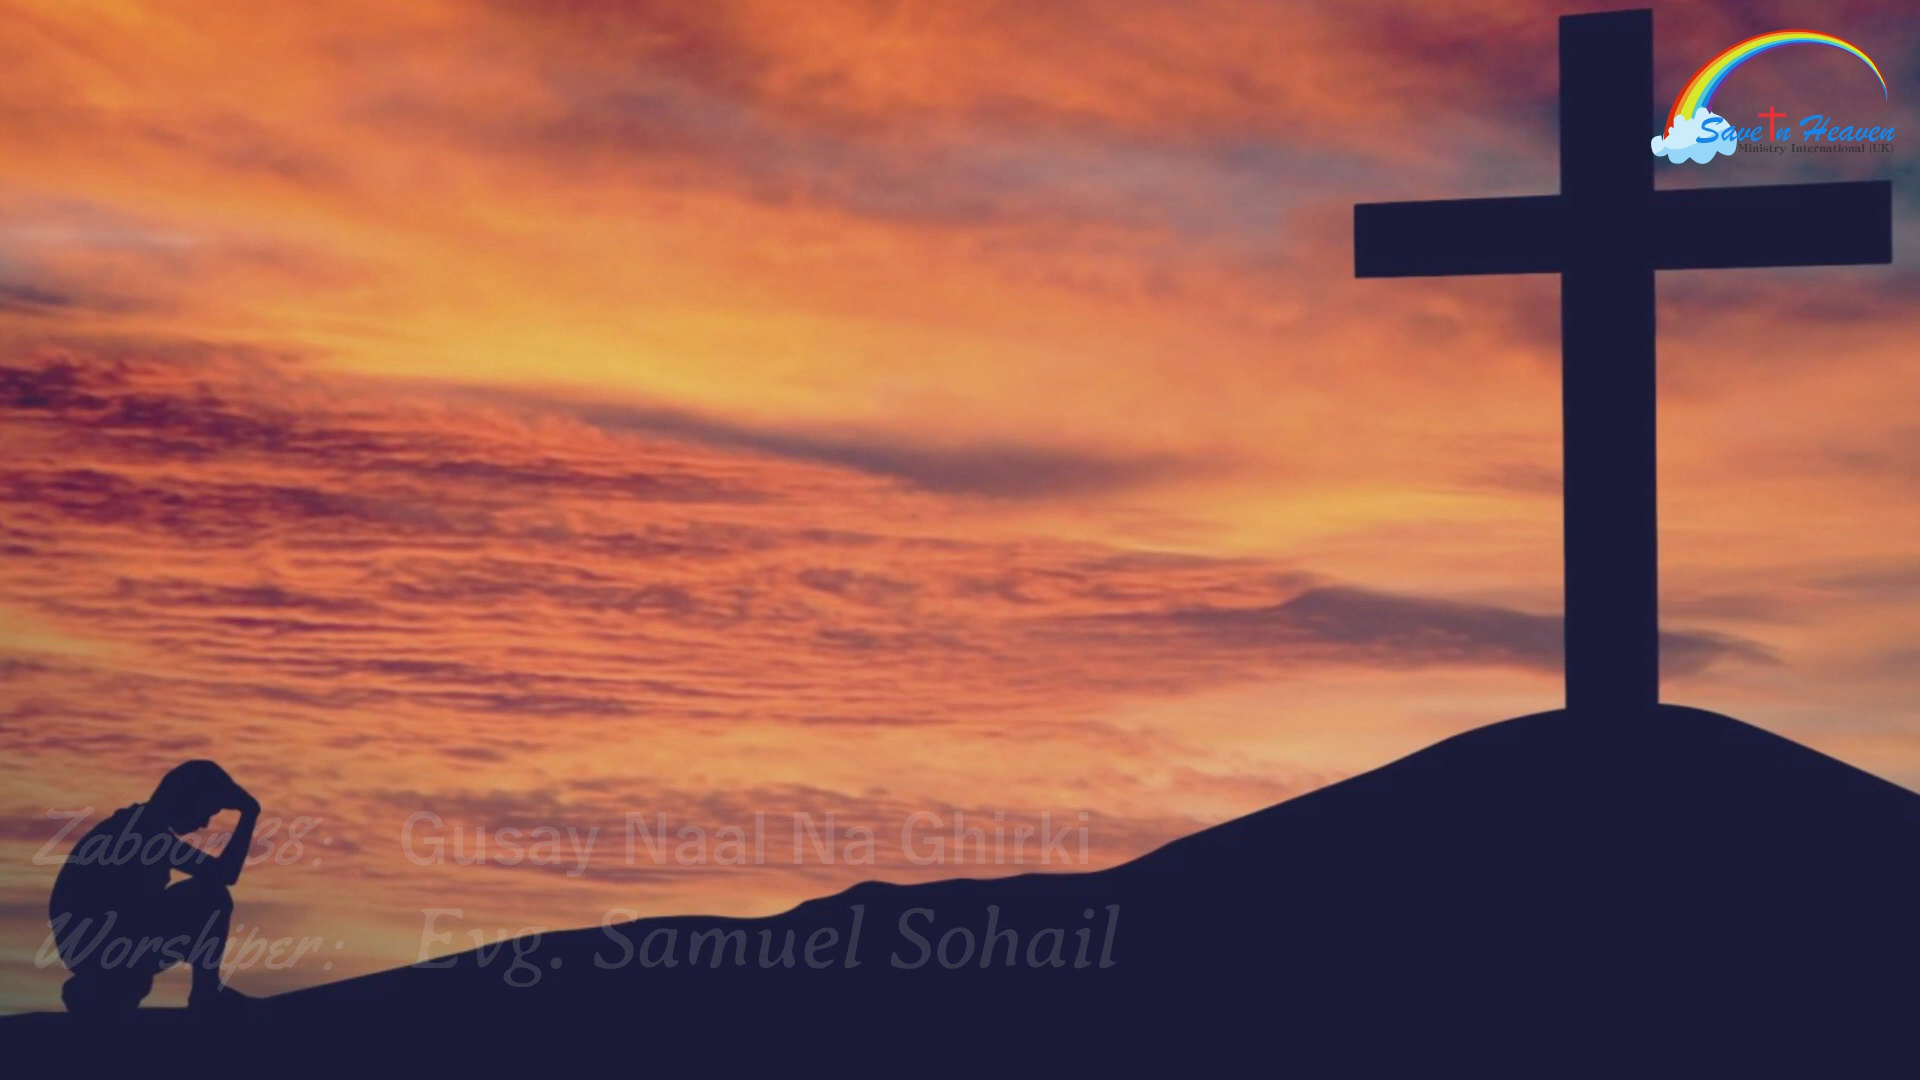 Save In Heaven
Ministry International (UK)
Zaboor 38: Gusay Naal Na Ghirki
Worshiper: Evg. Samuel Sohail